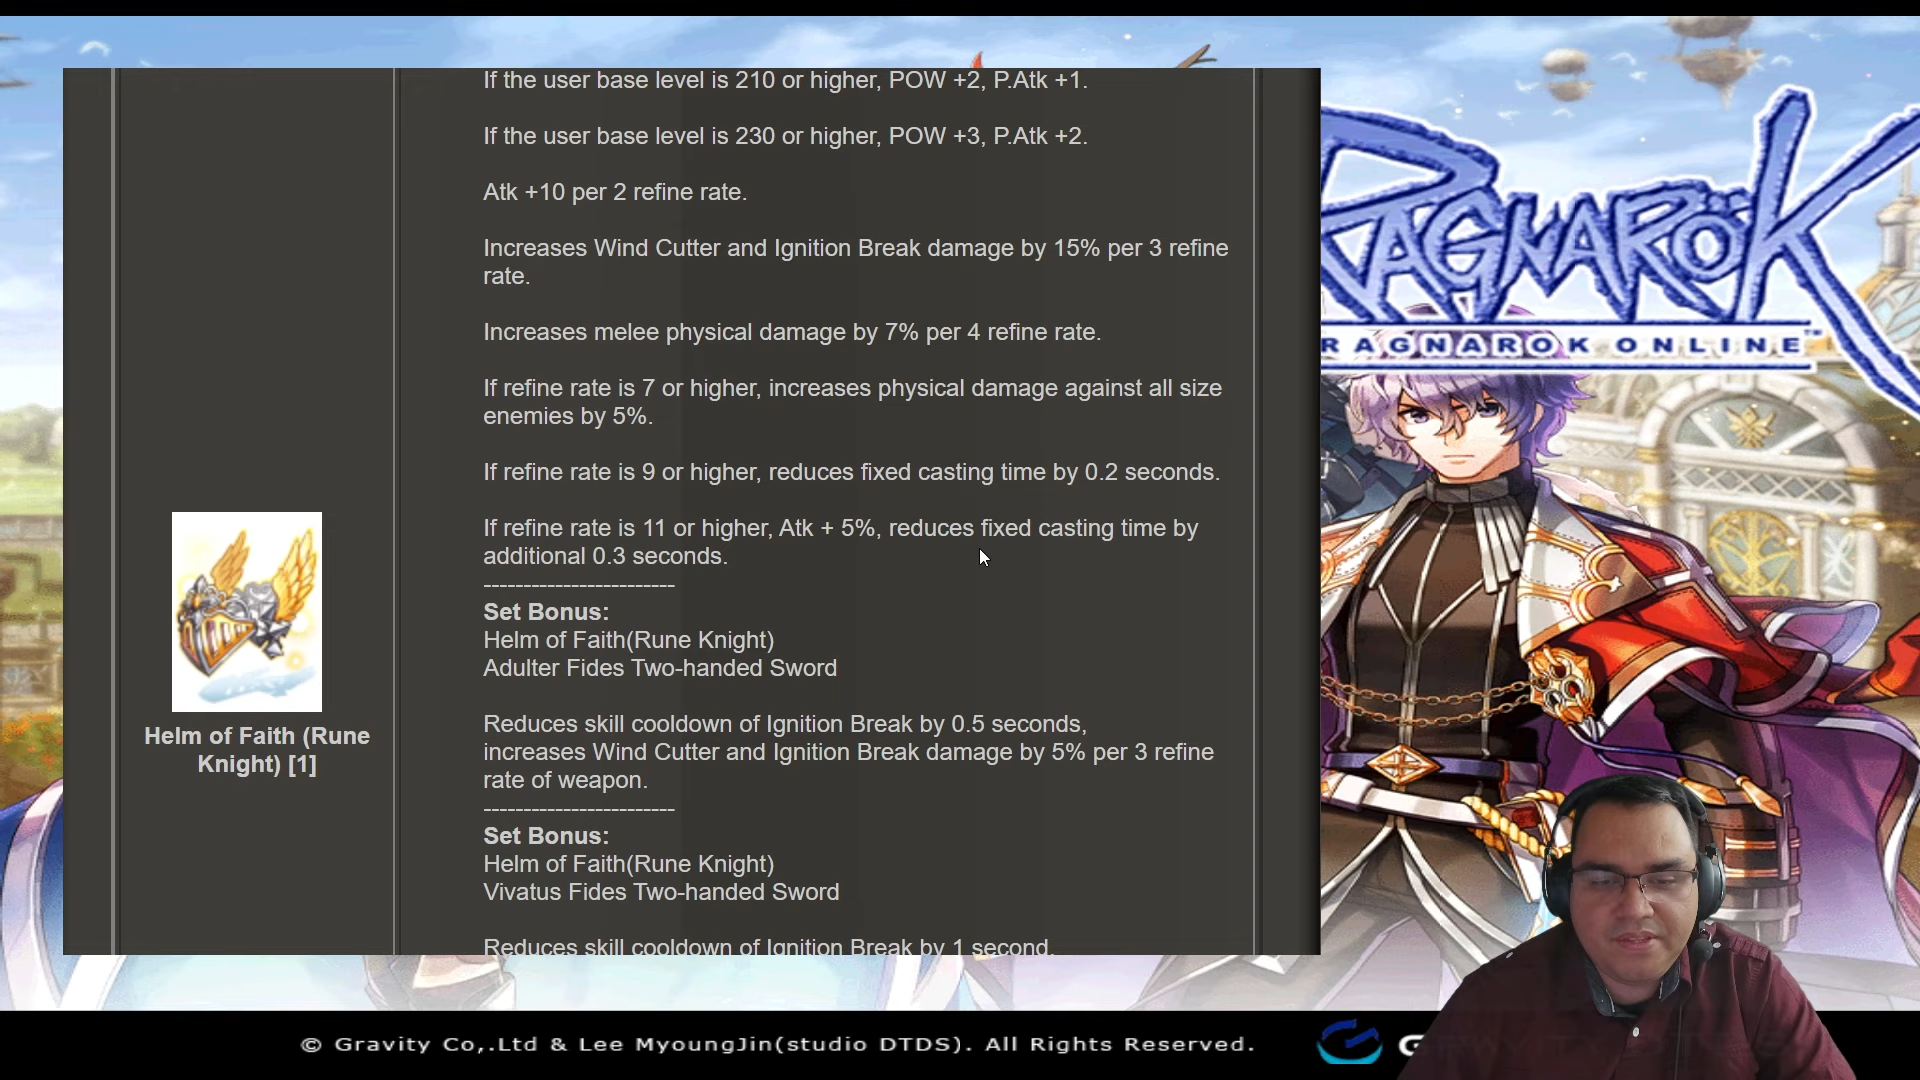 If the user base level is 210 or higher, POW +2, P.Atk +1.
If the user base level is 230 or higher, POW +3, P.Atk +2.
Atk +10 per 2 refine rate.
Increases Wind Cutter and Ignition Break damage by 15% per 3 refine
rate.
Increases melee physical damage by 7% per 4 refine rate.
If refine rate is 7 or higher, increases physical damage against all size
enemies by 5%.
If refine rate is 9 or higher, reduces fixed casting time by 0.2 seconds.
If refine rate is 11 or higher, Atk + 5%, reduces fixed casting time by
additional 0.3 seconds.
------------------------
Set Bonus:
Helm of Faith(Rune Knight)
Adulter Fides Two-handed Sword
Reduces skill cooldown of Ignition Break by 0.5 seconds,
increases Wind Cutter and Ignition Break damage by 5% per 3 refine
rate of weapon.
------------------------
Set Bonus:
Helm of Faith(Rune Knight)
Vivatus Fides Two-handed Sword
Reduces skill cooldown of Ignition Break by 1 second,
Helm of Faith (Rune
Knight) [1]
RAGNARÖK
RAGNAROK ONLINE™
© Gravity Co,.Ltd & Lee MyoungJin(studio DTDS). All Rights Reserved.